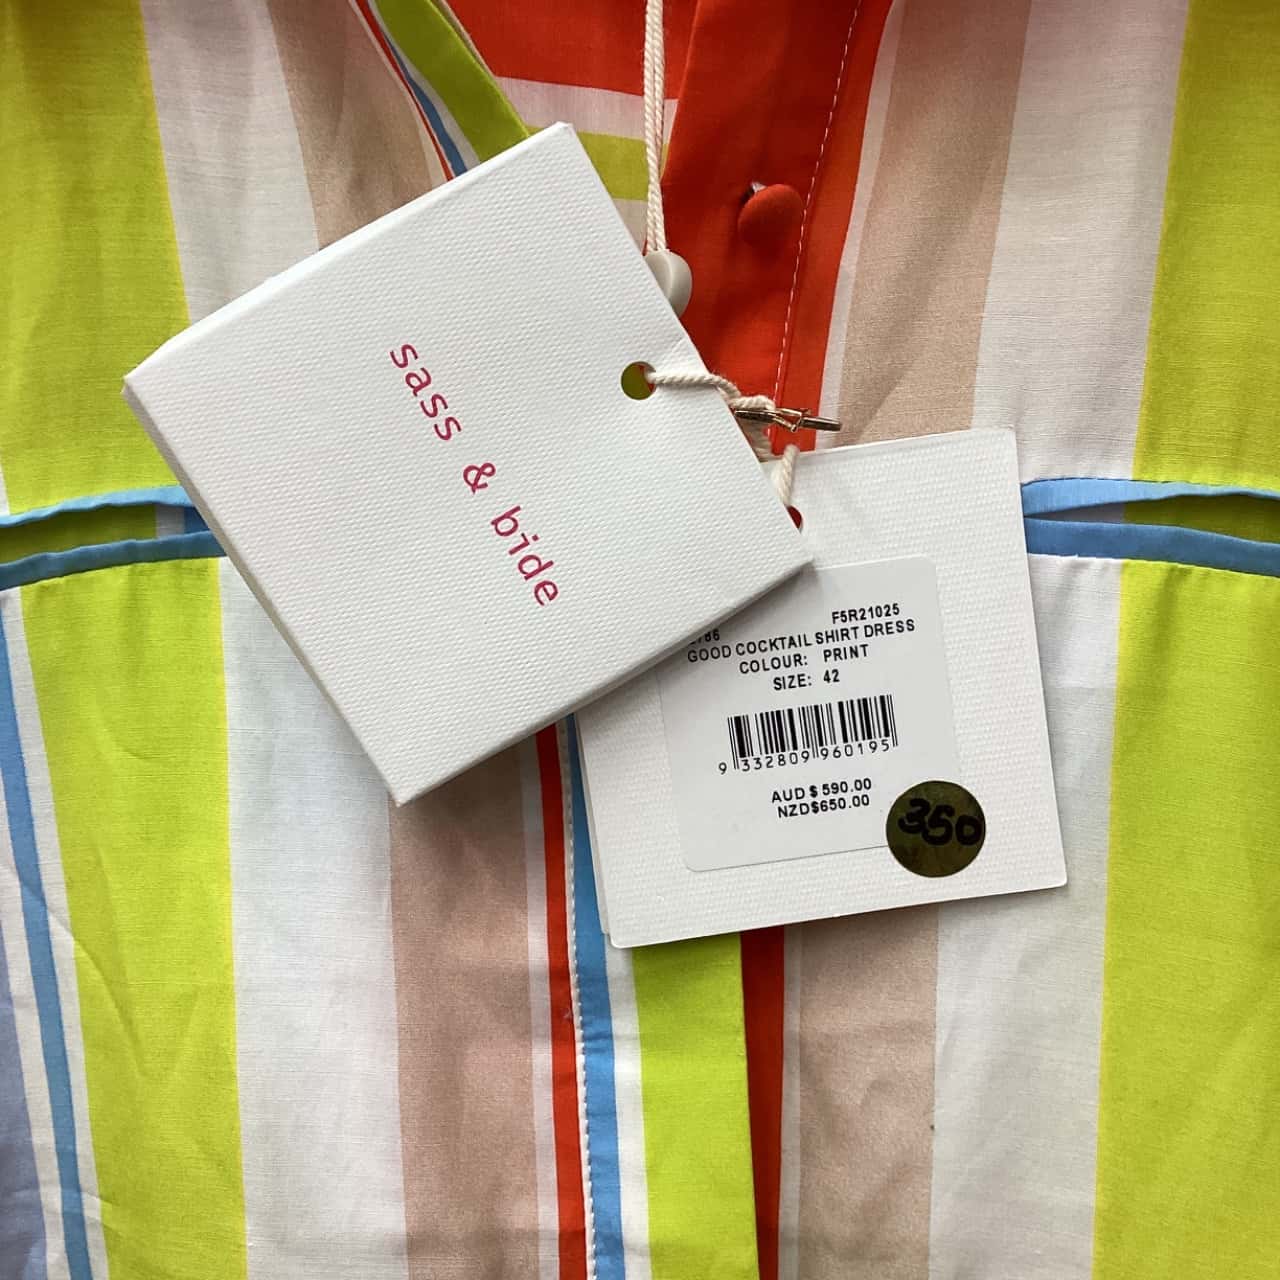 sass & bide
F5R21025
GOOD COCKTAIL SHIRT DRESS
COLOUR: PRINT
SIZE: 42
9 332809 960195
AUD $ 590.00
NZD$650.00
350